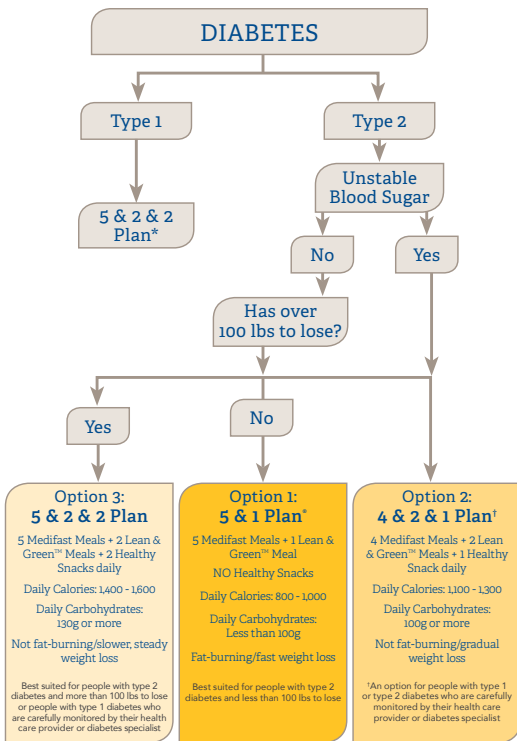 DIABETES
Type 1
Type 2
5 & 2 & 2
Plan*
Unstable
Blood Sugar
No
Yes
Has over
100 lbs to lose?
Yes
No
Option 3:
5 & 2 & 2 Plan
5 Medifast Meals + 2 Lean &
Green™ Meals + 2 Healthy
Snacks daily
Daily Calories: 1,400 - 1,600
Daily Carbohydrates:
130g or more
Not fat-burning/slower, steady
weight loss
Best suited for people with type 2
diabetes and more than 100 lbs to lose
or people with type 1 diabetes who
are carefully monitored by their health
care provider or diabetes specialist
Option 1:
5 & 1 Plan®
5 Medifast Meals + 1 Lean &
Green™ Meal
NO Healthy Snacks
Daily Calories: 800 - 1,000
Daily Carbohydrates:
Less than 100g
Fat-burning/fast weight loss
Best suited for people with type 2
diabetes and less than 100 lbs to lose
Option 2:
4 & 2 & 1 Plan†
4 Medifast Meals + 2 Lean
& Green™ Meals + 1 Healthy
Snack daily
Daily Calories: 1,100 - 1,300
Daily Carbohydrates:
100g or more
Not fat-burning/gradual
weight loss
†An option for people with type 1
or type 2 diabetes who are carefully
monitored by their health care
provider or diabetes specialist